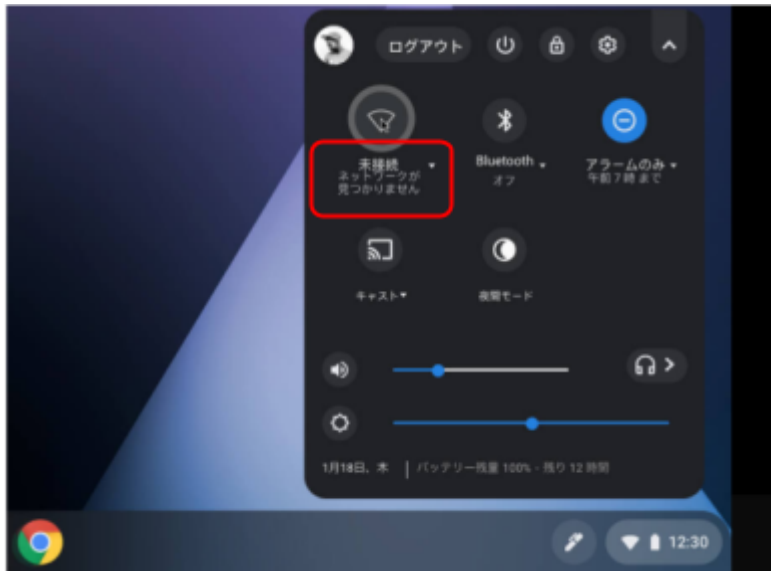 ログアウト
未接続
ネットワークが
見つかりません
Bluetooth
オフ
アラームのみ
午前7時まで
キャスト
夜間モード
1月18日、木 | バッテリー残量 100% - 残り 12 時間
12:30